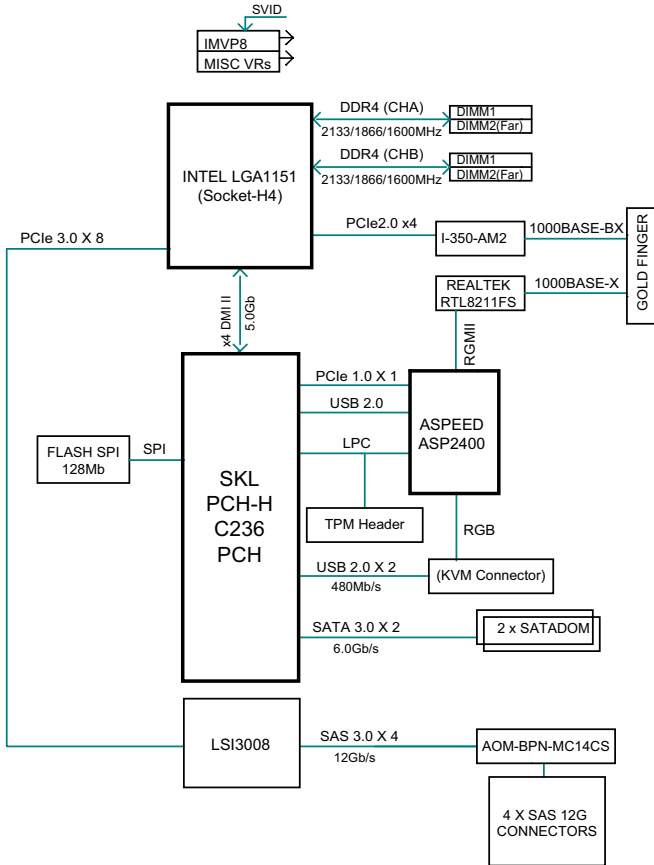 SVID
IMVP8
MISC VRs
INTEL LGA1151
(Socket-H4)
DDR4 (CHA)
2133/1866/1600MHz
DIMM1
DIMM2(Far)
DDR4 (CHB)
2133/1866/1600MHz
DIMM1
DIMM2(Far)
PCIe 3.0 X 8
PCIe2.0 x4
I-350-AM2
1000BASE-BX
GOLD FINGER
REALTEK
RTL8211FS
1000BASE-X
x4 DMI II
5.0Gb
RGMII
PCIe 1.0 X 1
USB 2.0
LPC
ASPEED
ASP2400
FLASH SPI
128Mb
SPI
SKL
PCH-H
C236
PCH
TPM Header
RGB
USB 2.0 X 2
480Mb/s
(KVM Connector)
SATA 3.0 X 2
6.0Gb/s
2 x SATADOM
LSI3008
SAS 3.0 X 4
12Gb/s
AOM-BPN-MC14CS
4 X SAS 12G
CONNECTORS